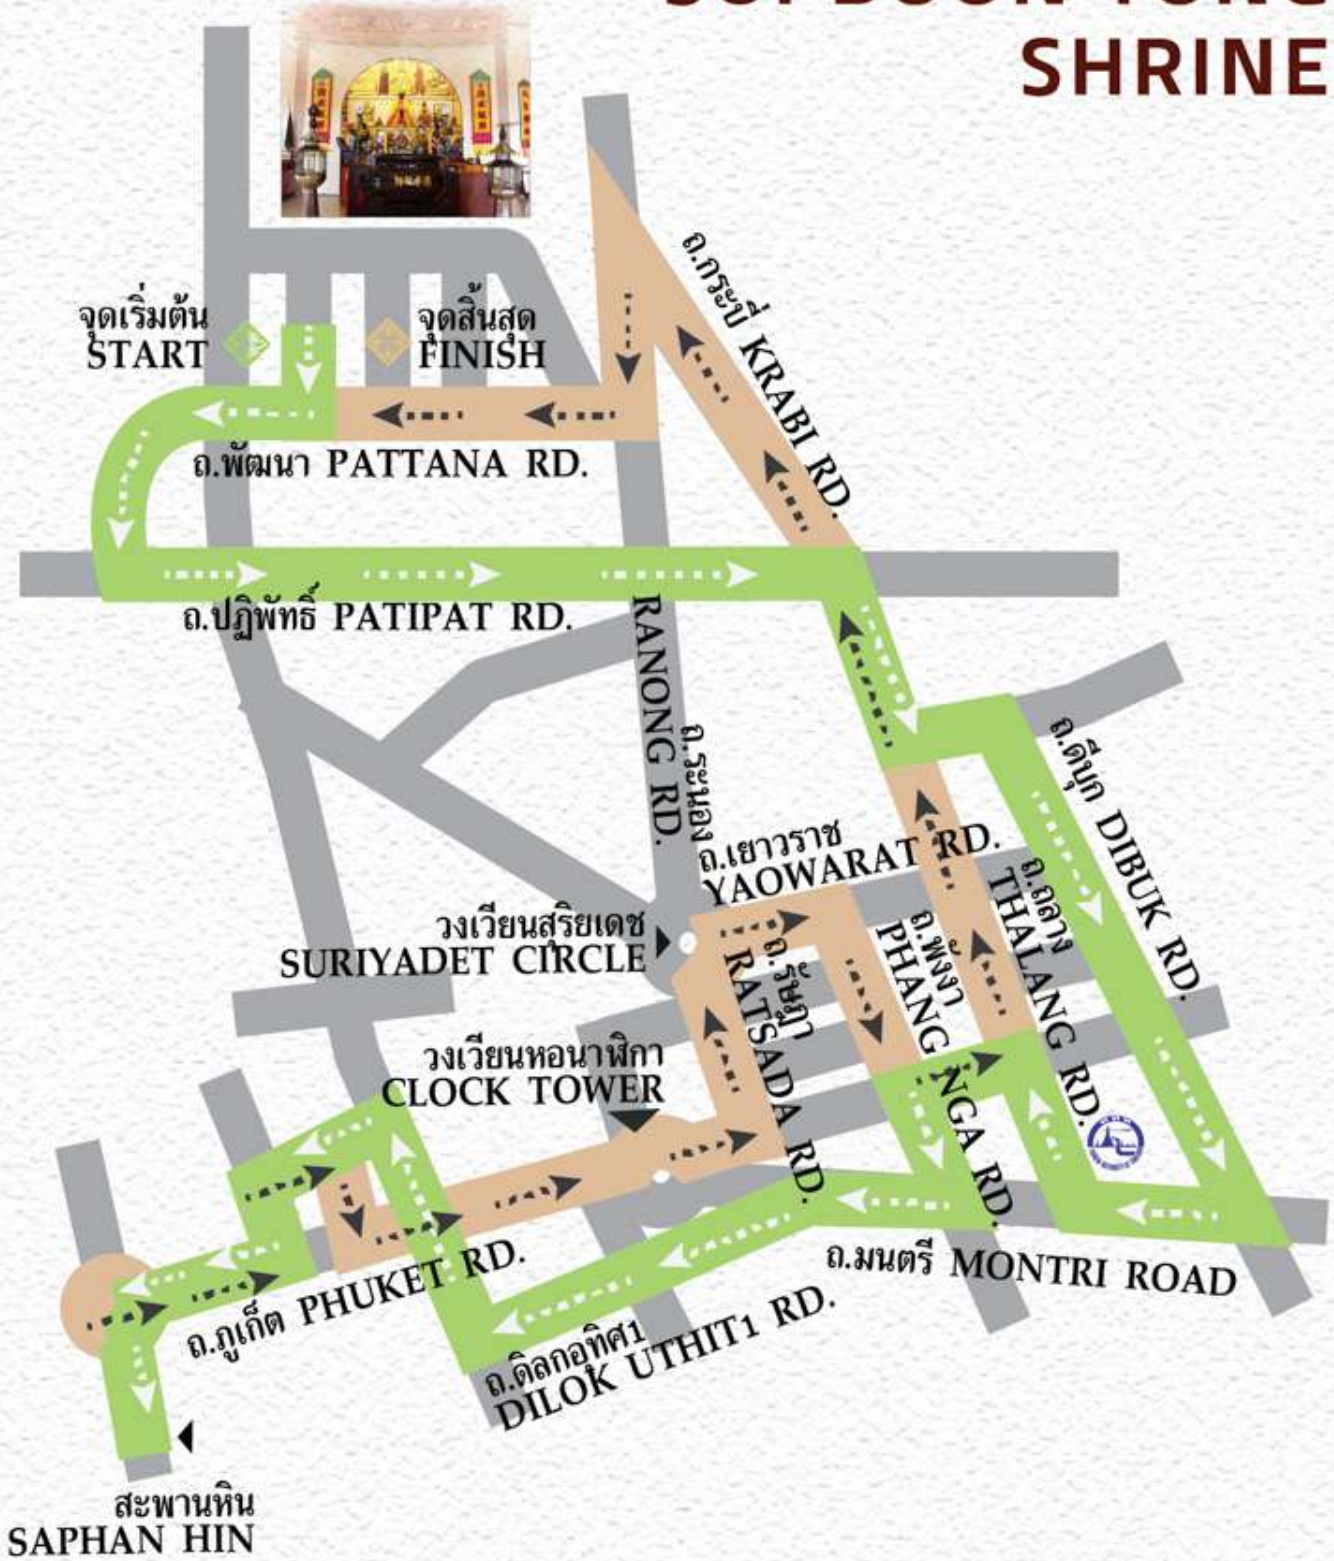 SHRINE
จุดเริ่มต้น
START
จุดสิ้นสุด
FINISH
ถ.กระบี่ KRABI RD.
ถ.พัฒนา PATTANA RD.
ถ.ปฏิพัทธิ์ PATIPAT RD.
RANONG RD.
ถ.ระนอง
ถ.ดีบุก DIBUK RD.
ถ.เยาวราช
YAOWARAT RD.
ถ.ถลาง
THALANG RD.
ถ.พังงา
PHANG NGA RD.
วงเวียนสุริยเดช
SURIYADET CIRCLE
ถ.รัษฎา
RATSADA RD.
วงเวียนหอนาฬิกา
CLOCK TOWER
ถ.มนตรี MONTRI ROAD
ถ.ภูเก็ต PHUKET RD.
ถ.ดิลกอุทิศ1
DILOK UTHIT1 RD.
สะพานหิน
SAPHAN HIN